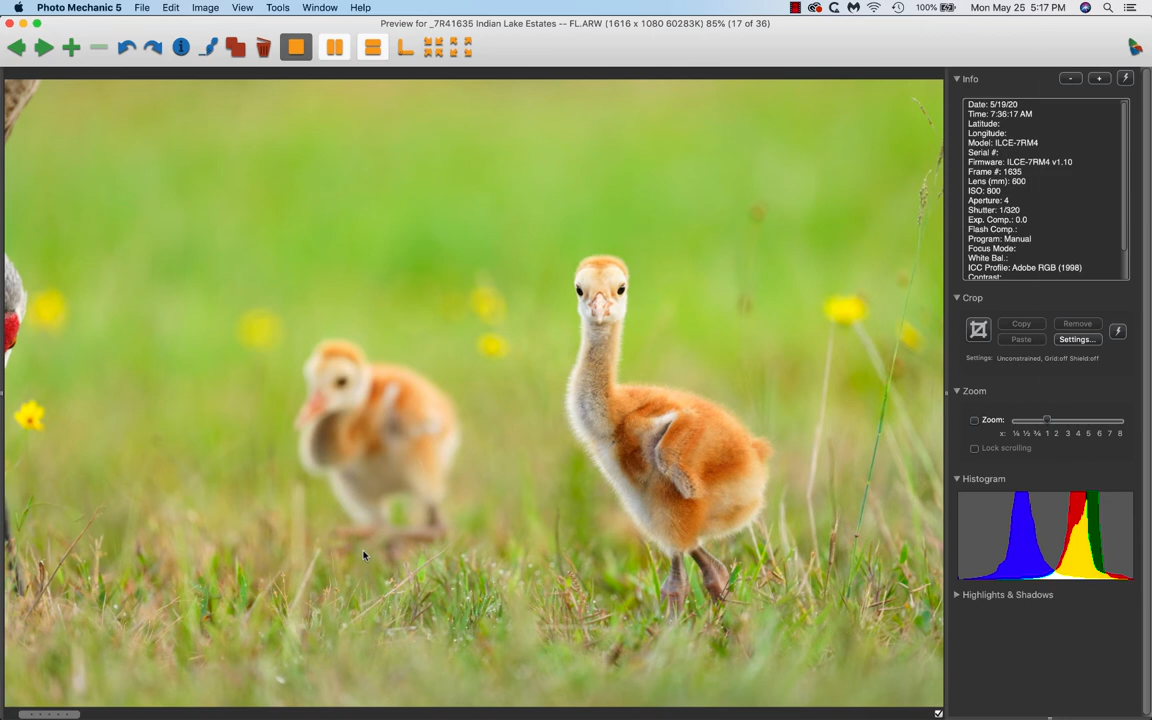 Photo Mechanic 5 File Edit Image View Tools Window Help 100% Mon May 25 5:17 PM
Preview for _7R41635 Indian Lake Estates -- FL.ARW (1616 x 1080 60283K) 85% (17 of 36)
Info - +
Date: 5/19/20
Time: 7:36:17 AM
Latitude:
Longitude:
Model: ILCE-7RM4
Serial #:
Firmware: ILCE-7RM4 v1.10
Frame #: 1635
Lens (mm): 600
ISO: 800
Aperture: 4
Shutter: 1/320
Exp. Comp.: 0.0
Flash Comp.:
Program: Manual
Focus Mode:
White Bal.:
ICC Profile: Adobe RGB (1998)
Contrast:
Crop
Copy Remove
Paste Settings...
Settings: Unconstrained, Grid:off Shield:off
Zoom
Zoom:
x: ¼ ½ ¾ 1 2 3 4 5 6 7 8
Lock scrolling
Histogram
Highlights & Shadows